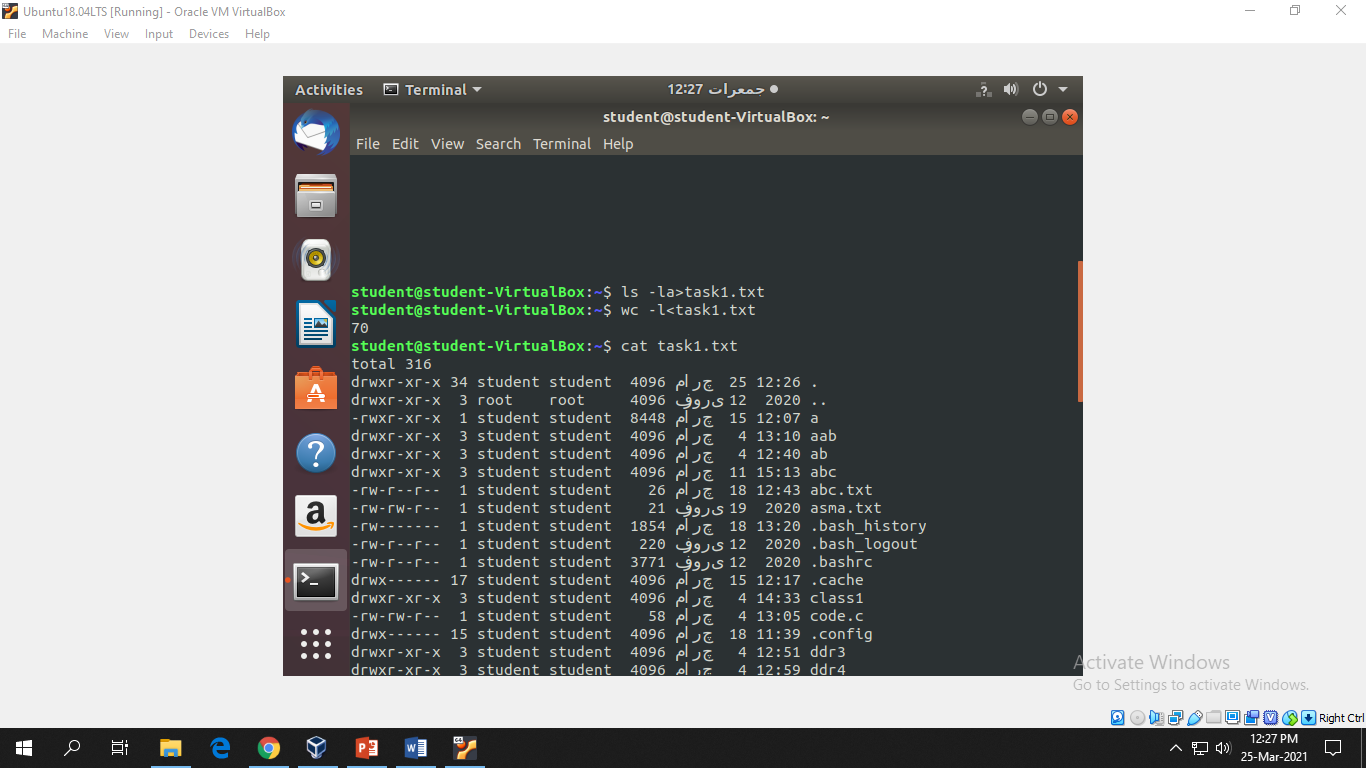 Ubuntu18.04LTS [Running] - Oracle VM VirtualBox
File Machine View Input Devices Help
Activities Terminal جمعرات 12:27
student@student-VirtualBox: ~
File Edit View Search Terminal Help
student@student-VirtualBox:~$ ls -la>task1.txt
student@student-VirtualBox:~$ wc -l<task1.txt
70
student@student-VirtualBox:~$ cat task1.txt
total 316
drwxr-xr-x 34 student student 4096 مارچ 25 12:26 .
drwxr-xr-x 3 root root 4096 فروری 12 2020 ..
-rwxr-xr-x 1 student student 8448 مارچ 15 12:07 a
drwxr-xr-x 3 student student 4096 مارچ 4 13:10 aab
drwxr-xr-x 3 student student 4096 مارچ 4 12:40 ab
drwxr-xr-x 3 student student 4096 مارچ 11 15:13 abc
-rw-r--r-- 1 student student 26 مارچ 18 12:43 abc.txt
-rw-rw-r-- 1 student student 21 فروری 19 2020 asma.txt
-rw------- 1 student student 1854 مارچ 18 13:20 .bash_history
-rw-r--r-- 1 student student 220 فروری 12 2020 .bash_logout
-rw-r--r-- 1 student student 3771 فروری 12 2020 .bashrc
drwx------ 17 student student 4096 مارچ 15 12:17 .cache
drwxr-xr-x 3 student student 4096 مارچ 4 14:33 class1
-rw-rw-r-- 1 student student 58 مارچ 4 13:05 code.c
drwx------ 15 student student 4096 مارچ 18 11:39 .config
drwxr-xr-x 3 student student 4096 مارچ 4 12:51 ddr3
drwxr-xr-x 3 student student 4096 مارچ 4 12:59 ddr4
Activate Windows
Go to Settings to activate Windows.
Right Ctrl
12:27 PM
25-Mar-2021